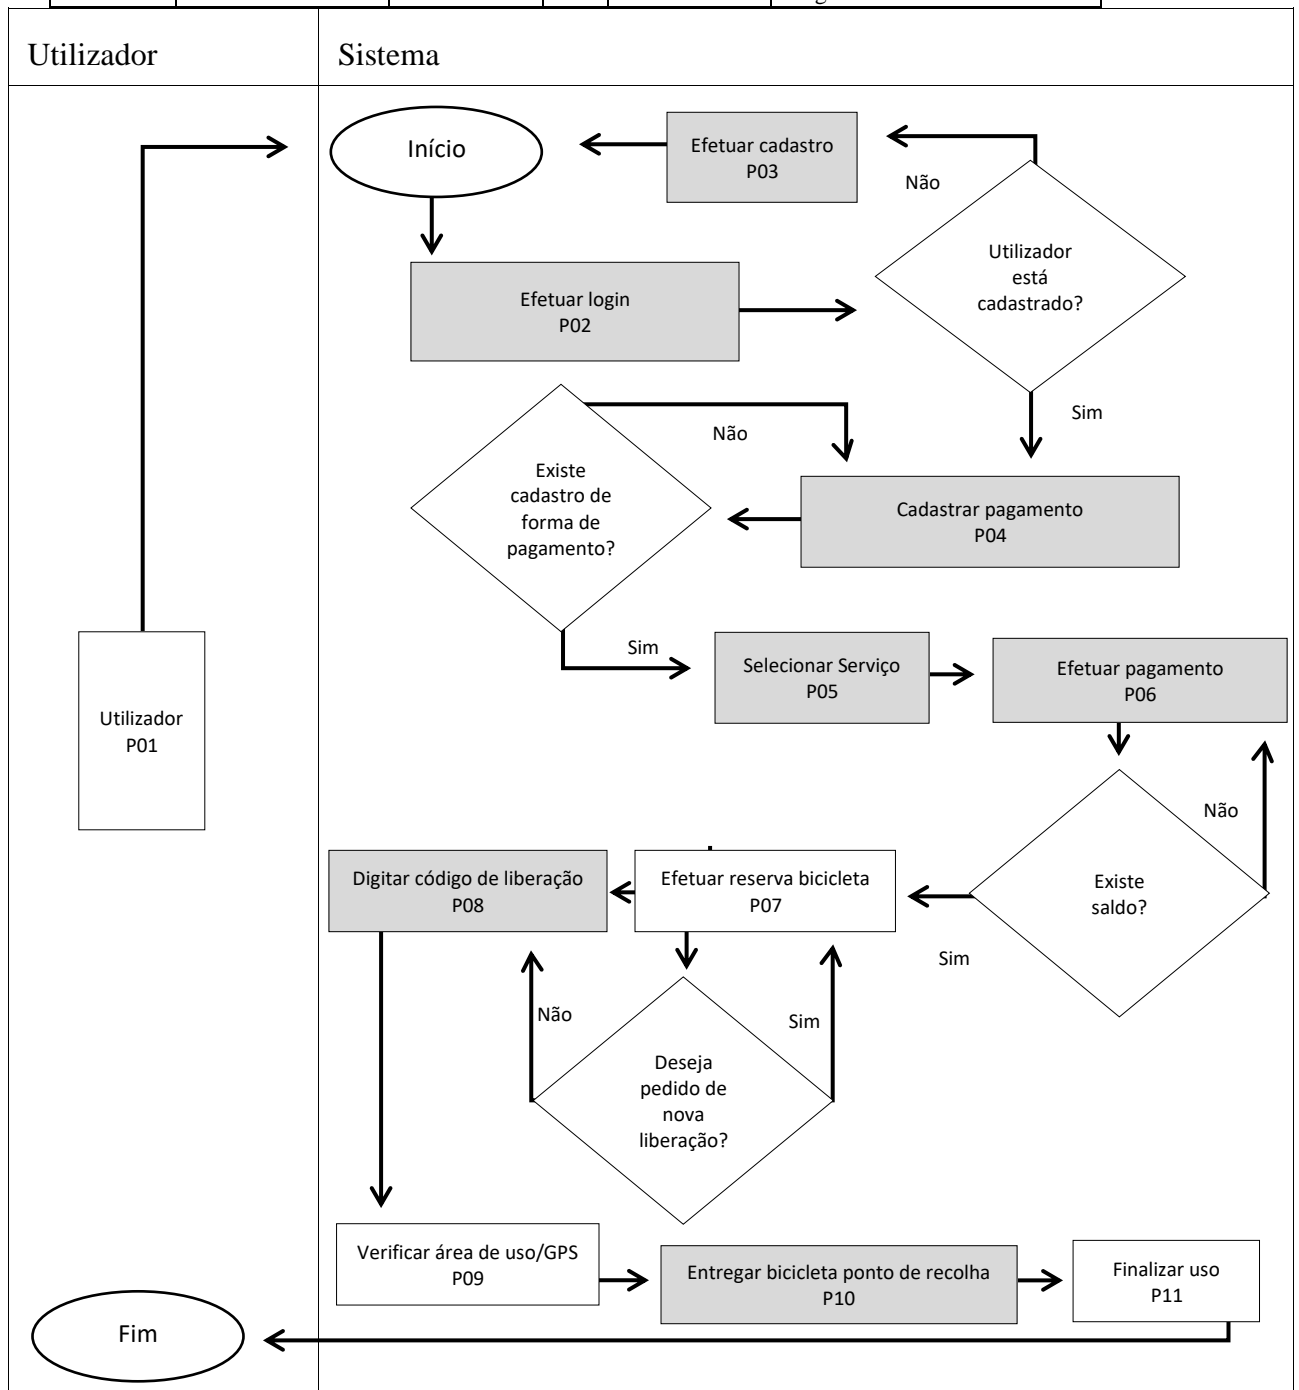 Utilizador
Sistema
Início
Efetuar cadastro
P03
Não
Utilizador
está
cadastrado?
Efetuar login
P02
Sim
Não
Existe
cadastro de
forma de
pagamento?
Cadastrar pagamento
P04
Sim
Selecionar Serviço
P05
Efetuar pagamento
P06
Utilizador
P01
Não
Digitar código de liberação
P08
Efetuar reserva bicicleta
P07
Existe
saldo?
Sim
Não
Sim
Deseja
pedido de
nova
liberação?
Verificar área de uso/GPS
P09
Entregar bicicleta ponto de recolha
P10
Finalizar uso
P11
Fim